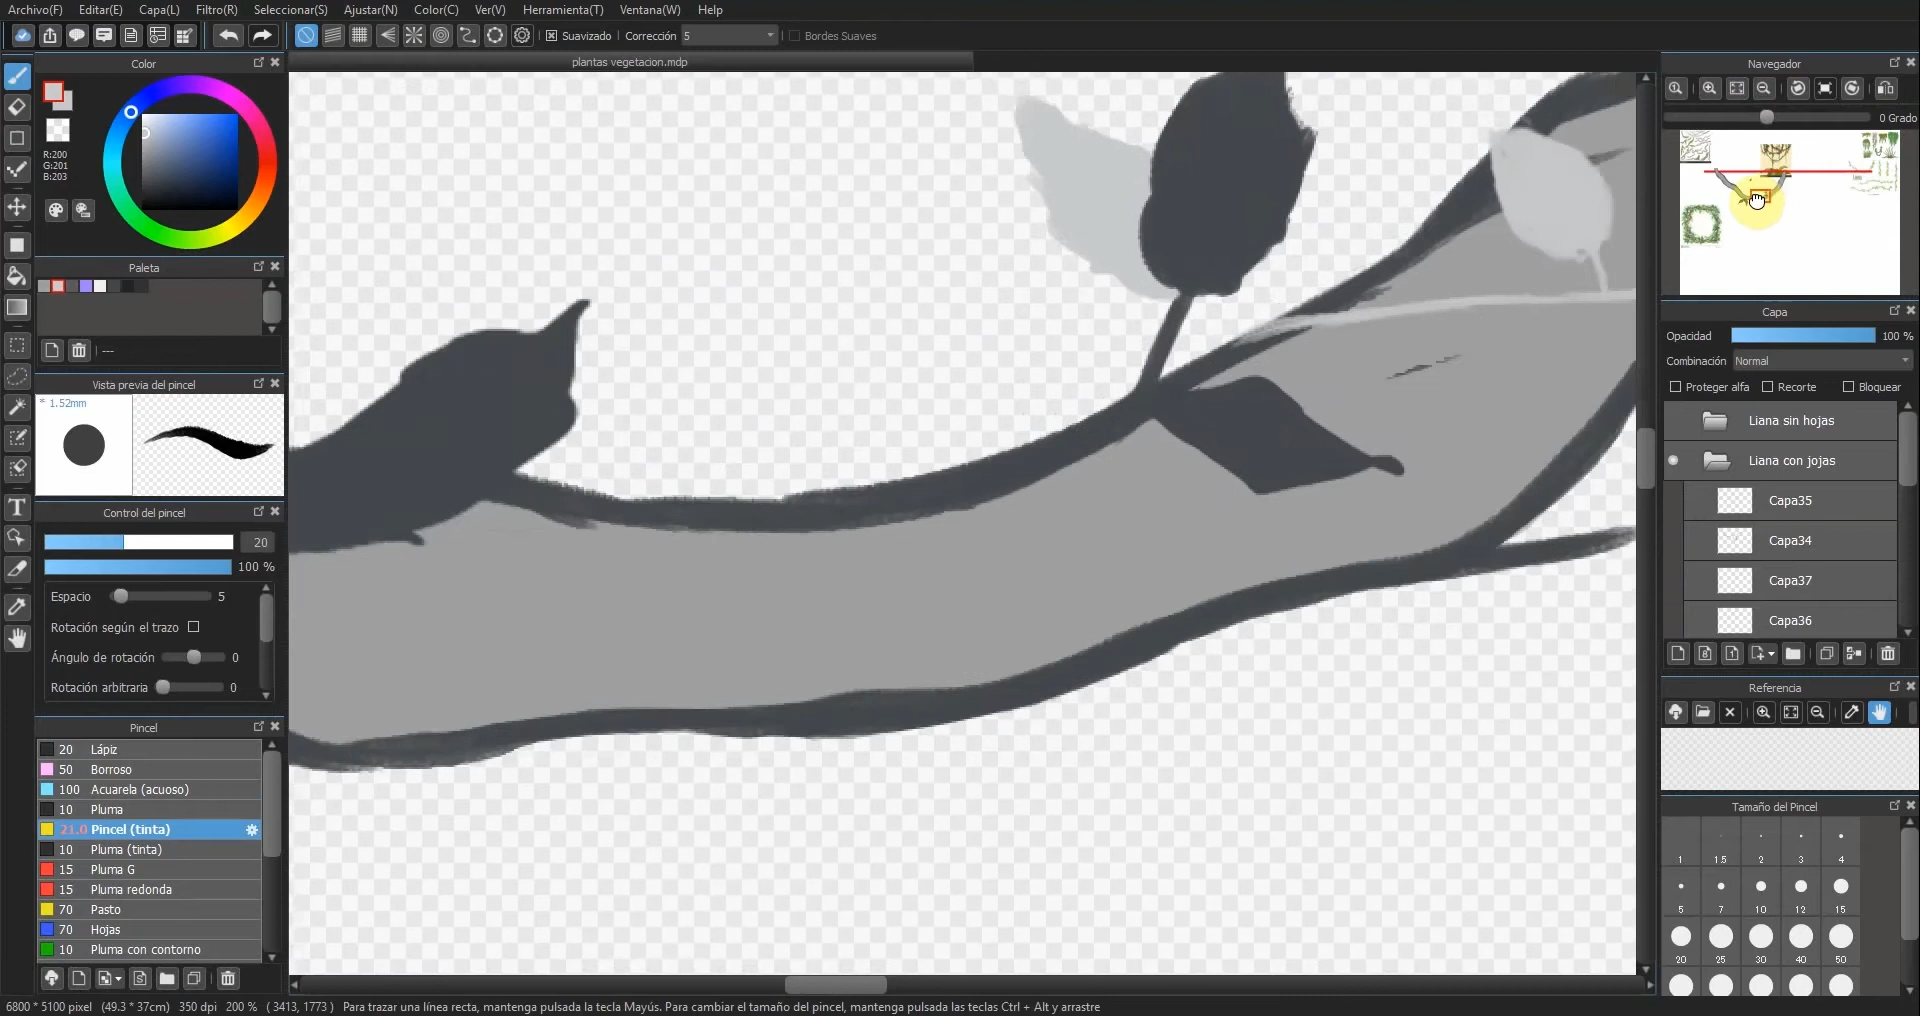 Archivo(F) Editar(E) Capa(L) Filtro(R) Seleccionar(S) Ajustar(N) Color(C) Ver(V) Herramienta(T) Ventana(W) Help
Suavizado Corrección 5 Bordes Suaves
Color
plantas vegetacion.mdp
Navegador
R:200
G:201
B:203
0 Grado
Paleta
---
Capa
Opacidad 100 %
Combinación Normal
Proteger alfa Recorte Bloquear
Liana sin hojas
Liana con jojas
Capa35
Capa34
Capa37
Capa36
Vista previa del pincel
* 1.52mm
Control del pincel
20
100 %
Espacio 5
Rotación según el trazo
Ángulo de rotación 0
Rotación arbitraria 0
Referencia
Pincel
20 Lápiz
50 Borroso
100 Acuarela (acuoso)
10 Pluma
21.0 Pincel (tinta)
10 Pluma (tinta)
15 Pluma G
15 Pluma redonda
70 Pasto
70 Hojas
10 Pluma con contorno
Tamaño del Pincel
1 1.5 2 3 4
5 7 10 12 15
20 25 30 40 50
6800 * 5100 pixel (49.3 * 37cm) 350 dpi 200 % ( 3413, 1773 ) Para trazar una línea recta, mantenga pulsada la tecla Mayús. Para cambiar el tamaño del pincel, mantenga pulsada las teclas Ctrl + Alt y arrastre